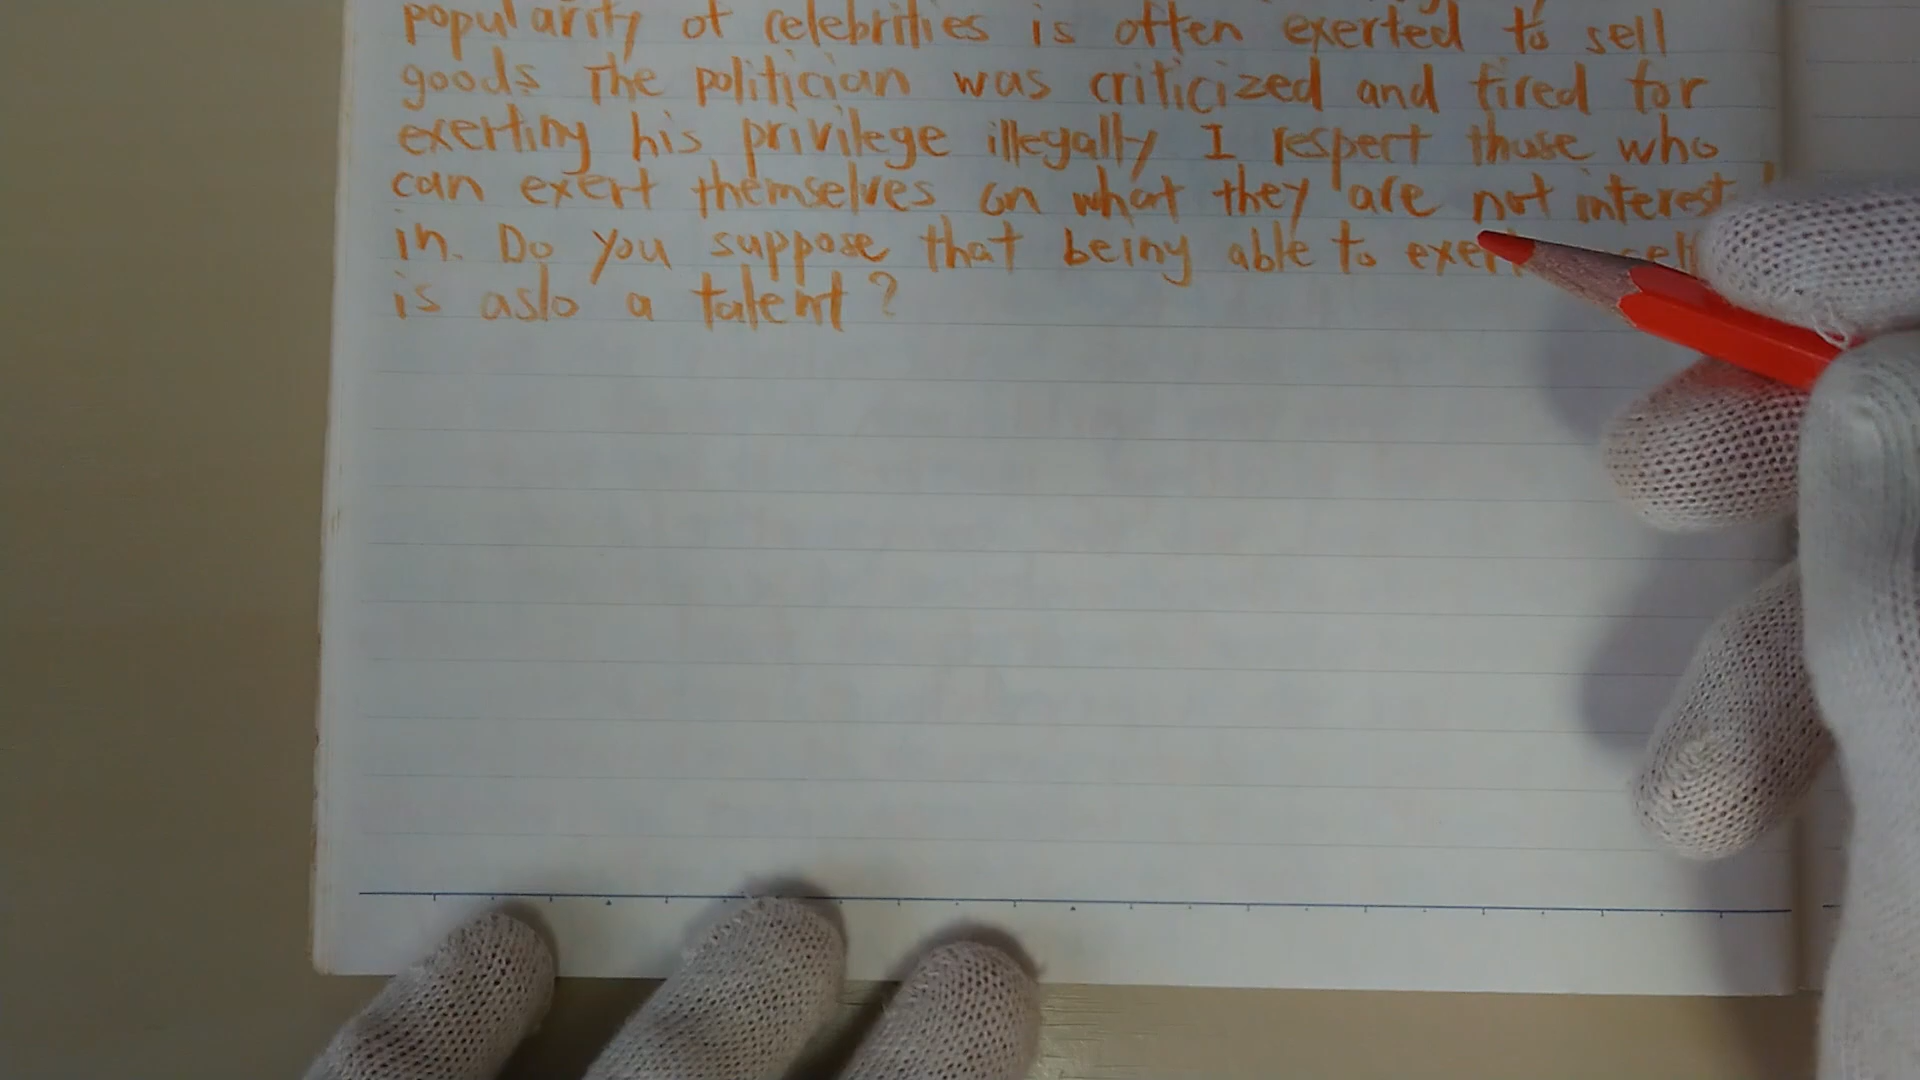 popularity of celebrities is often exerted to sell
goods. The politician was criticized and fired for
exerting his privilege illegally I respect those who
can exert themselves on what they are not interest
in. Do you suppose that being able to
is aslo a talent?